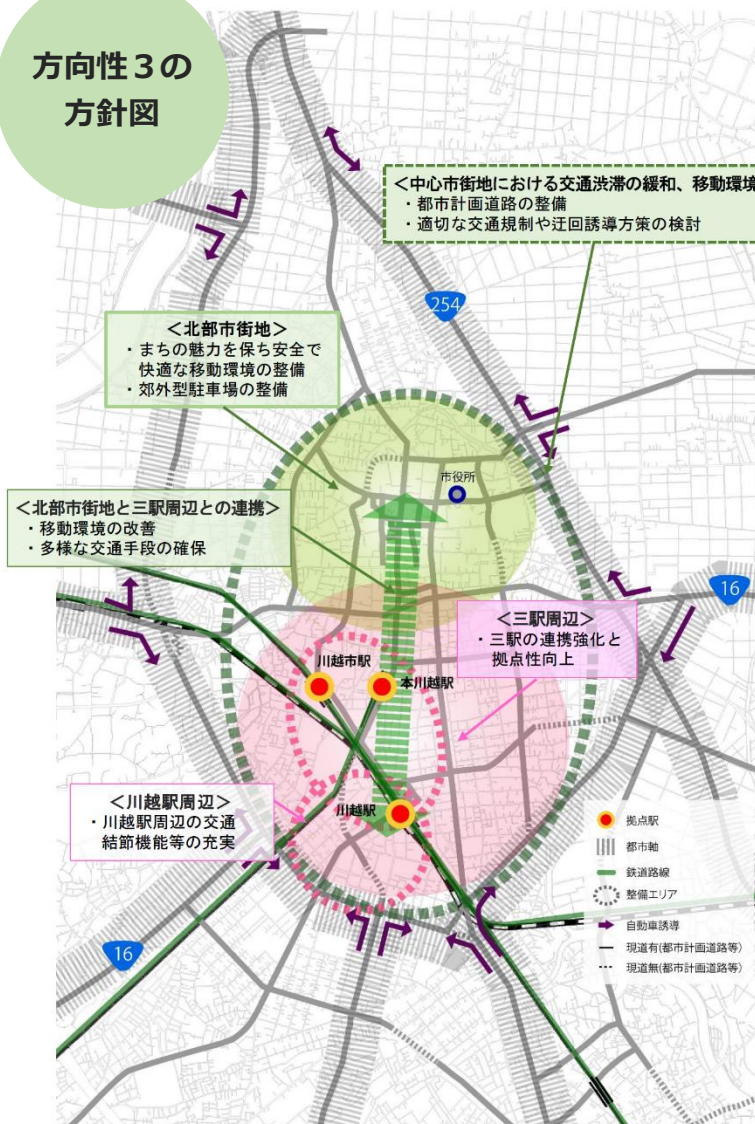 方向性３の
方針図
＜中心市街地における交通渋滞の緩和、移動環境
・都市計画道路の整備
・適切な交通規制や迂回誘導方策の検討
254
＜北部市街地＞
・まちの魅力を保ち安全で
快適な移動環境の整備
・郊外型駐車場の整備
市役所
＜北部市街地と三駅周辺との連携＞
・移動環境の改善
・多様な交通手段の確保
16
＜三駅周辺＞
・三駅の連携強化と
拠点性向上
川越市駅
本川越駅
＜川越駅周辺＞
・川越駅周辺の交通
結節機能等の充実
川越駅
16
拠点駅
都市軸
鉄道路線
整備エリア
自動車誘導
現道有(都市計画道路等)
現道無(都市計画道路等)